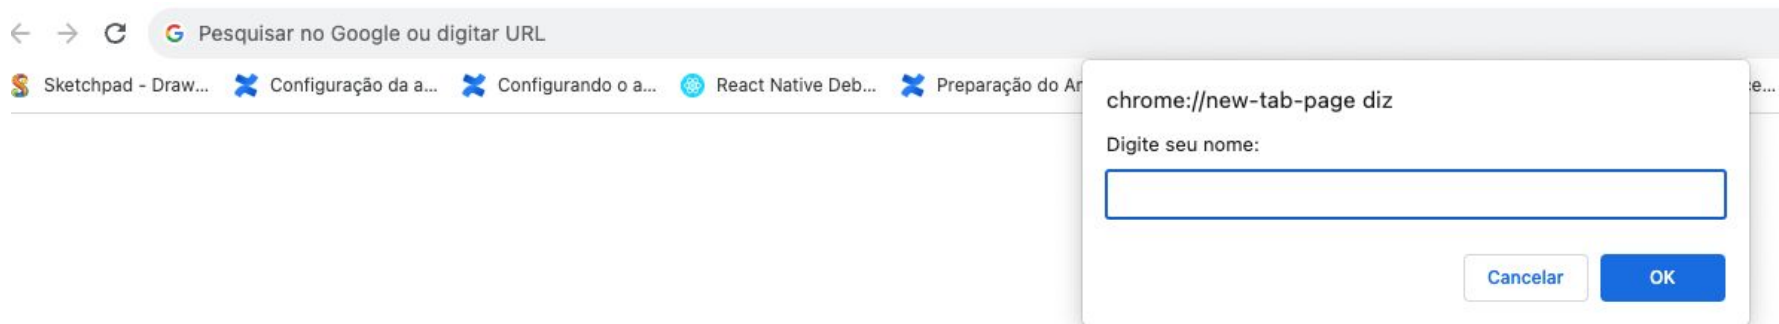 Pesquisar no Google ou digitar URL
Sketchpad - Draw... Configuração da a... Configurando o a... React Native Deb... Preparação do Ar
chrome://new-tab-page diz
Digite seu nome:
Cancelar OK